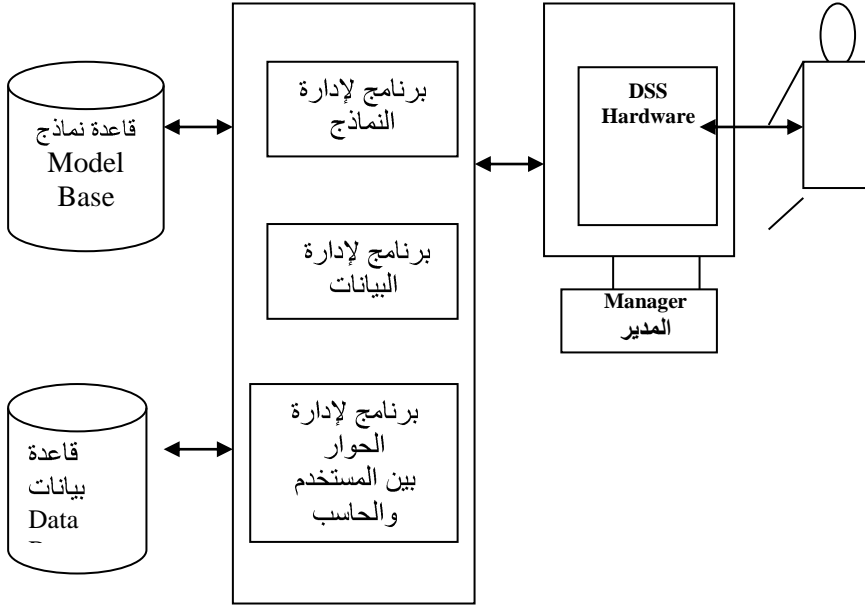 برنامج لإدارة
النماذج
DSS
Hardware
قاعدة نماذج
Model
Base
برنامج لإدارة
البيانات
Manager
المدير
برنامج لإدارة
الحوار
بين المستخدم
والحاسب
قاعدة
بيانات
Data